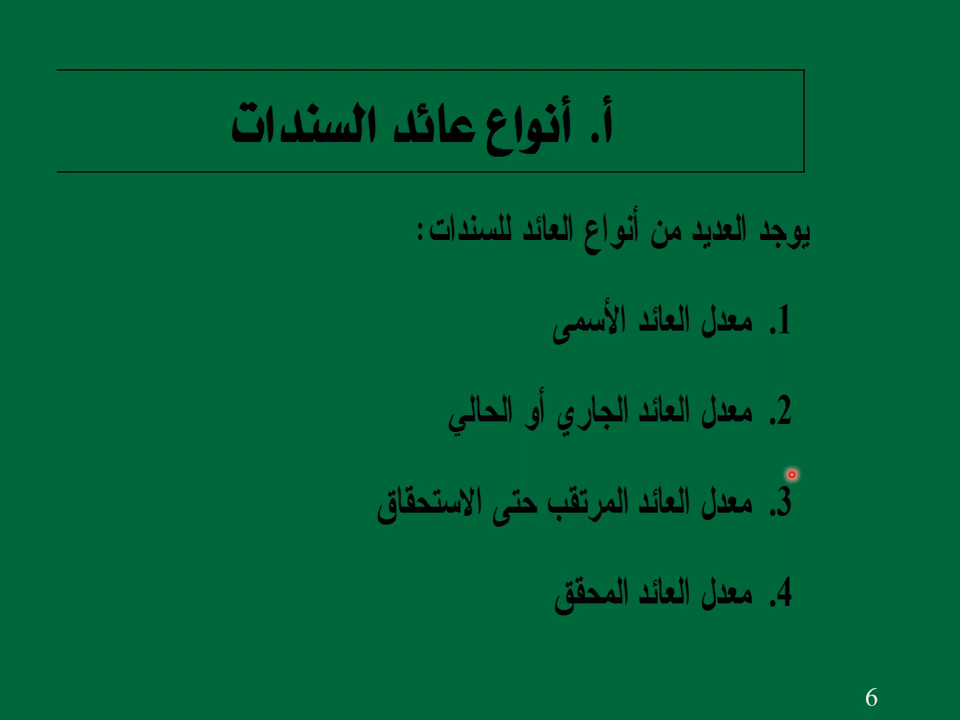 أ. أنواع عائد السندات
يوجد العديد من أنواع العائد للسندات:
1. معدل العائد الأسمى
2. معدل العائد الجاري أو الحالي
3. معدل العائد المرتقب حتى الاستحقاق
4. معدل العائد المحقق
6